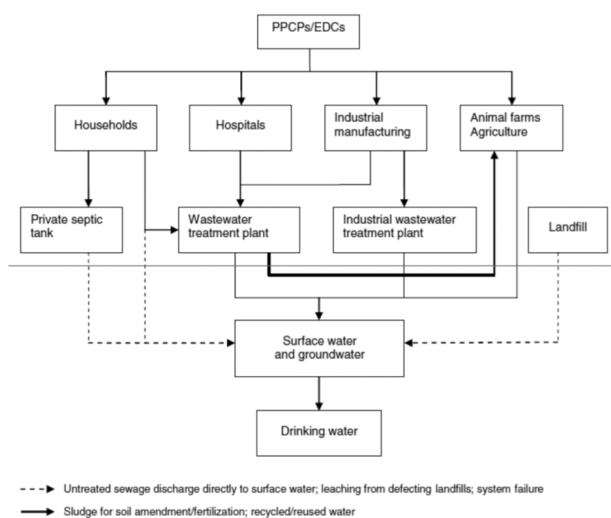 PPCPs/EDCs
Households
Hospitals
Industrial
manufacturing
Animal farms
Agriculture
Private septic
tank
Wastewater
treatment plant
Industrial wastewater
treatment plant
Landfill
Surface water
and groundwater
Drinking water
Untreated sewage discharge directly to surface water; leaching from defecting landfills; system failure
Sludge for soil amendment/fertilization; recycled/reused water